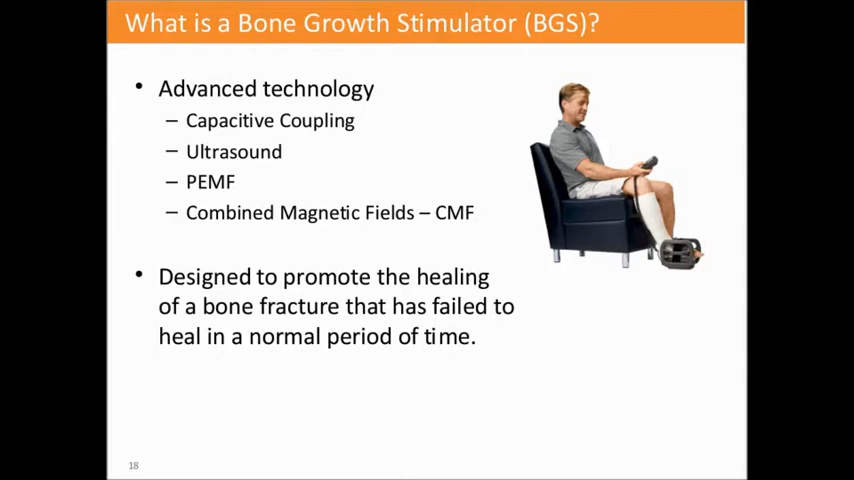 What is a Bone Growth Stimulator (BGS)?
• Advanced technology
– Capacitive Coupling
– Ultrasound
– PEMF
– Combined Magnetic Fields – CMF
• Designed to promote the healing
of a bone fracture that has failed to
heal in a normal period of time.
18